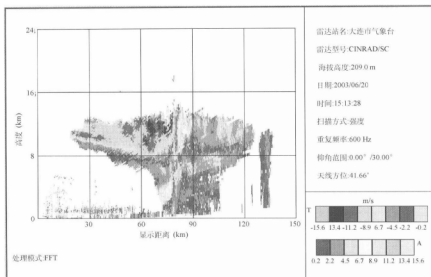 雷达站名:大连市气象台
雷达型号:CINRAD/SC
海拔高度:209.0 m
日期:2003/06/20
时间:15:13:28
扫描方式:强度
重复频率:600 Hz
仰角范围:0.00° /30.00°
天线方位:41.66°
24
16
8
0
高度 (km)
30 60 90 120 150
显示距离 (km)
处理模式:FFT
m/s
T
-15.6 13.4 -11.2 -8.9 6.7 -4.5 -2.2 -0.2
A
0.2 2.2 4.5 6.7 8.9 11.2 13.4 15.6